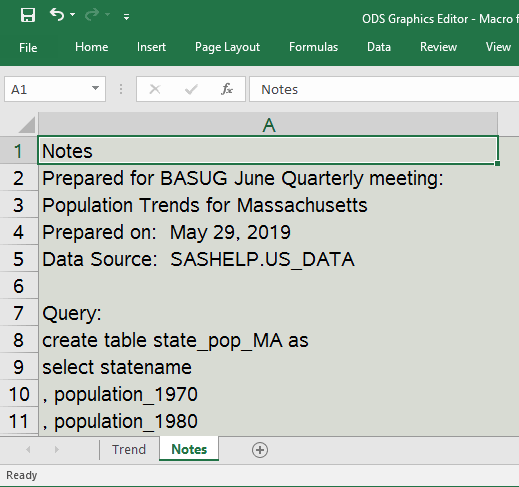 ODS Graphics Editor - Macro f
File Home Insert Page Layout Formulas Data Review View
A1 fx Notes
A
1 Notes
2 Prepared for BASUG June Quarterly meeting:
3 Population Trends for Massachusetts
4 Prepared on: May 29, 2019
5 Data Source: SASHELP.US_DATA
6
7 Query:
8 create table state_pop_MA as
9 select statename
10 , population_1970
11 , population_1980
Trend Notes
Ready